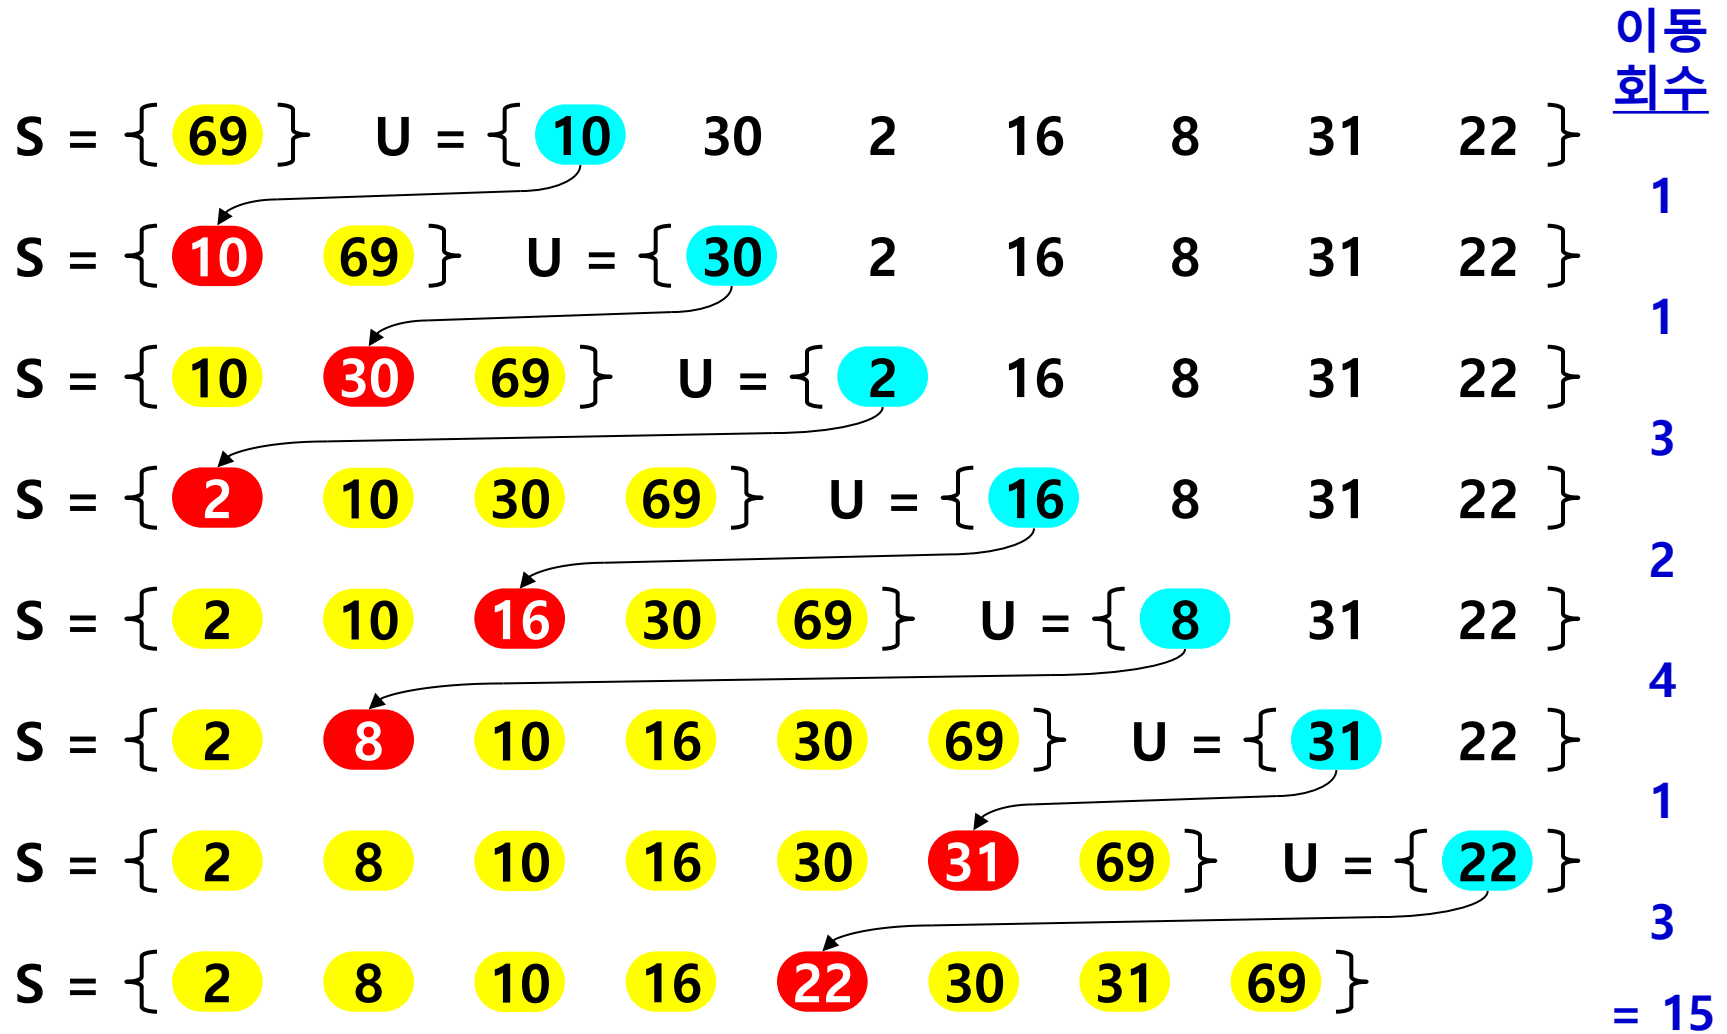 이동
회수
S = { 69 } U = { 10 30 2 16 8 31 22 }
1
S = { 10 69 } U = { 30 2 16 8 31 22 }
1
S = { 10 30 69 } U = { 2 16 8 31 22 }
3
S = { 2 10 30 69 } U = { 16 8 31 22 }
2
S = { 2 10 16 30 69 } U = { 8 31 22 }
4
S = { 2 8 10 16 30 69 } U = { 31 22 }
1
S = { 2 8 10 16 30 31 69 } U = { 22 }
3
S = { 2 8 10 16 22 30 31 69 }
= 15